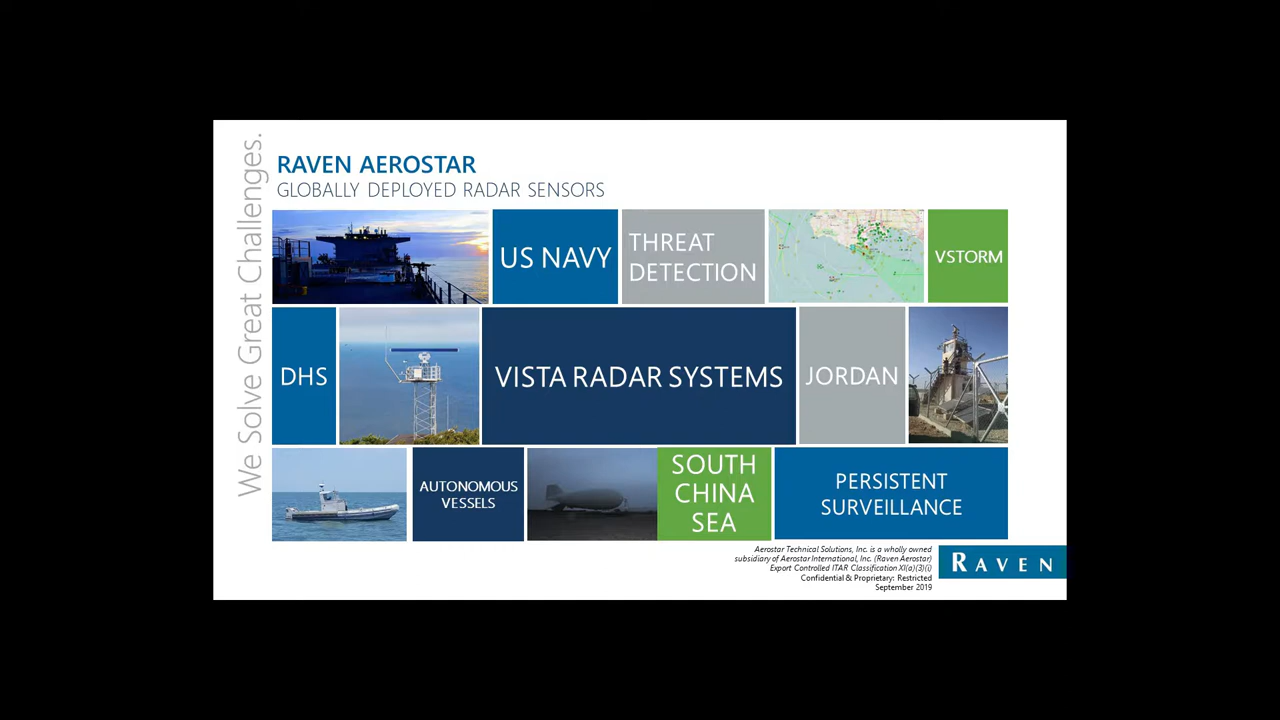 We Solve Great Challenges.
RAVEN AEROSTAR
GLOBALLY DEPLOYED RADAR SENSORS
US NAVY
THREAT
DETECTION
VSTORM
DHS
VISTA RADAR SYSTEMS
JORDAN
AUTONOMOUS
VESSELS
SOUTH
CHINA
SEA
PERSISTENT
SURVEILLANCE
Aerostar Technical Solutions, Inc. is a wholly owned
subsidiary of Aerostar International, Inc. (Raven Aerostar)
Export Controlled ITAR Classification XI(a)(3)(i)
Confidential & Proprietary: Restricted
September 2019
RAVEN